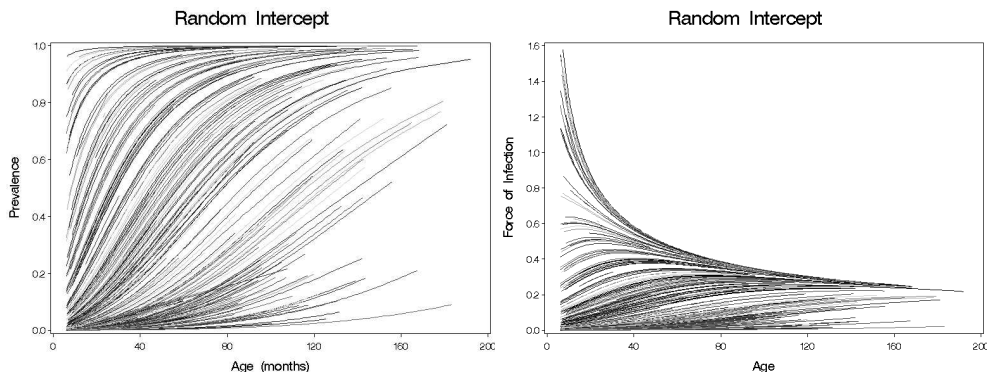 Random Intercept
Prevalence
1.0
0.8
0.6
0.4
0.2
0.0
0 40 80 120 160 200
Age (months)
Random Intercept
Force of Infection
1.6
1.4
1.2
1.0
0.8
0.6
0.4
0.2
0.0
0 40 80 120 160 200
Age